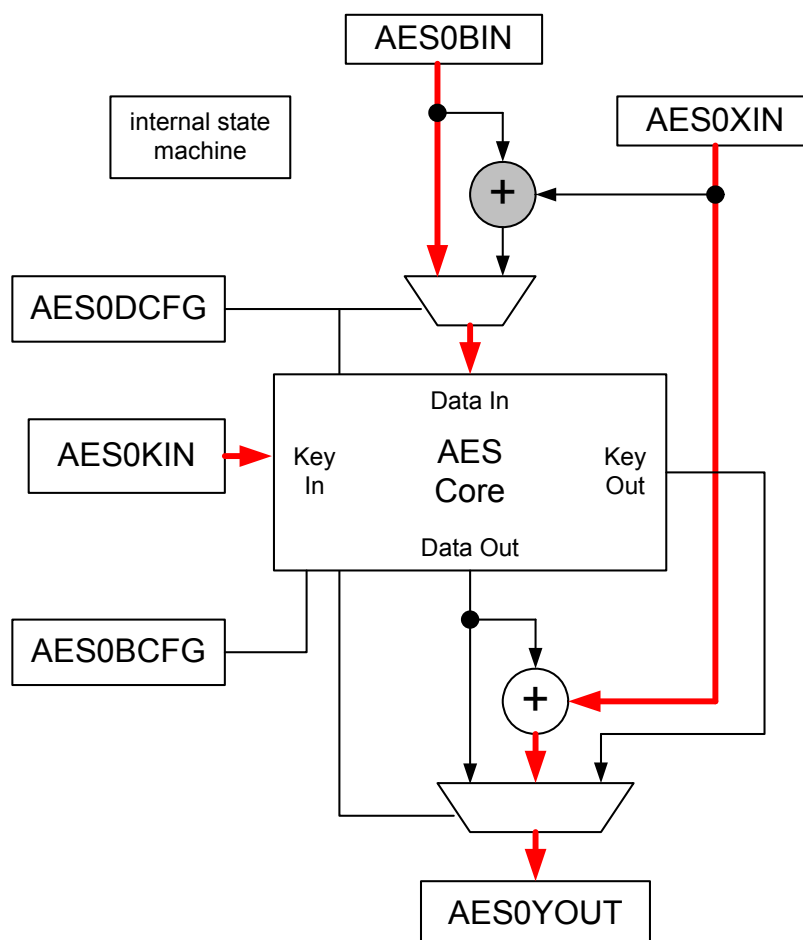 AES0BIN
internal state
machine
AES0XIN
+
AES0DCFG
Data In
AES0KIN
Key
In
AES
Core
Key
Out
Data Out
AES0BCFG
+
AES0YOUT